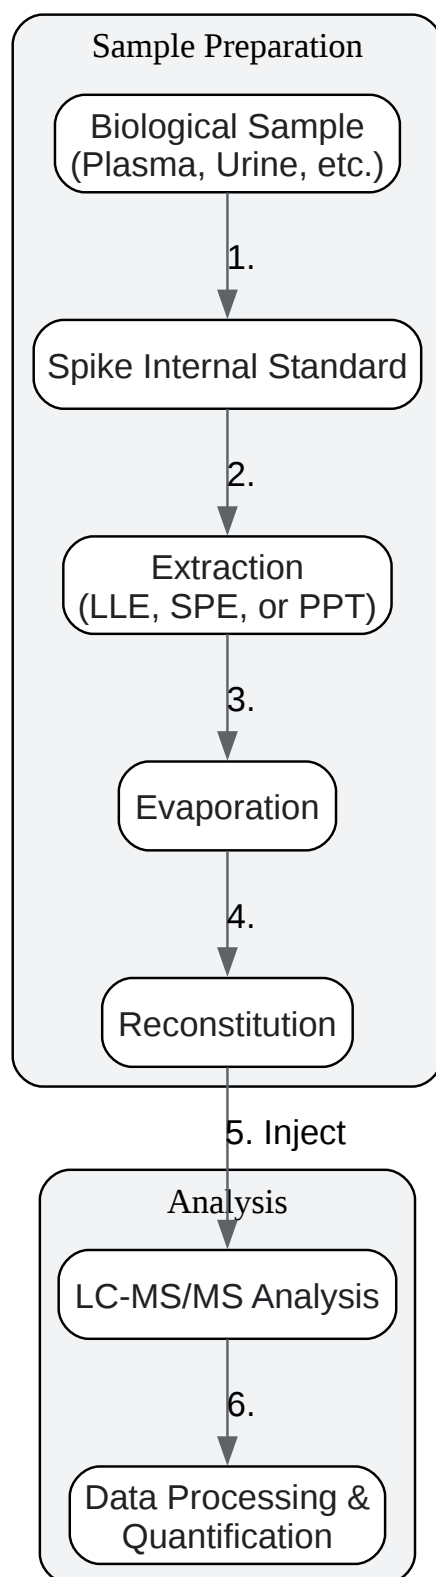 Sample Preparation
Biological Sample
(Plasma, Urine, etc.)
1.
Spike Internal Standard
2.
Extraction
(LLE, SPE, or PPT)
3.
Evaporation
4.
Reconstitution
5. Inject
Analysis
LC-MS/MS Analysis
6.
Data Processing &
Quantification